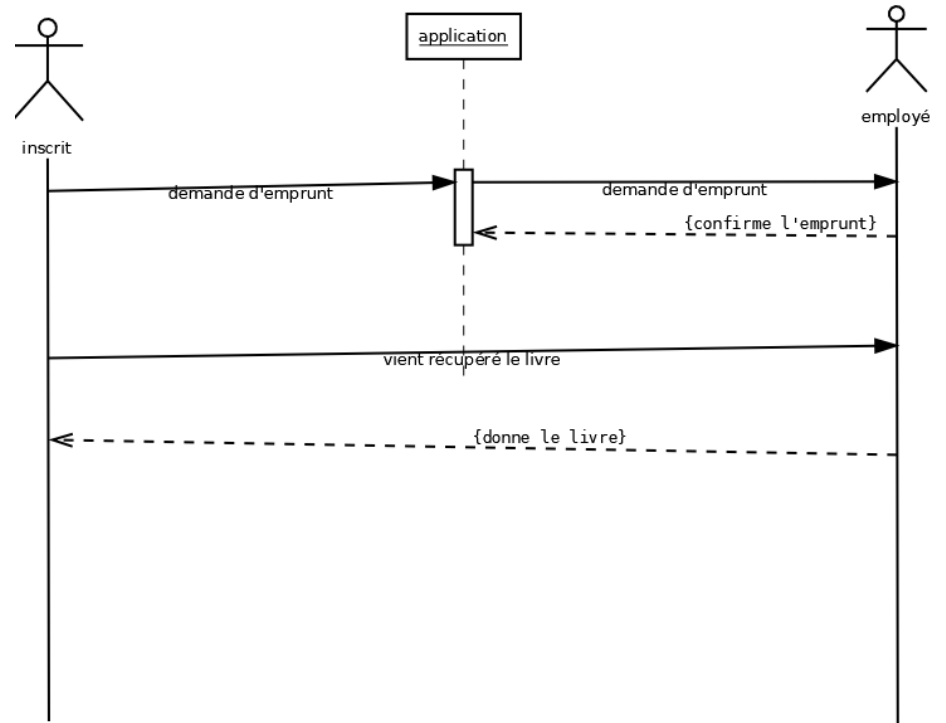 application
employé
inscrit
demande d'emprunt
demande d'emprunt
{confirme l'emprunt}
vient récupéré le livre
{donne le livre}